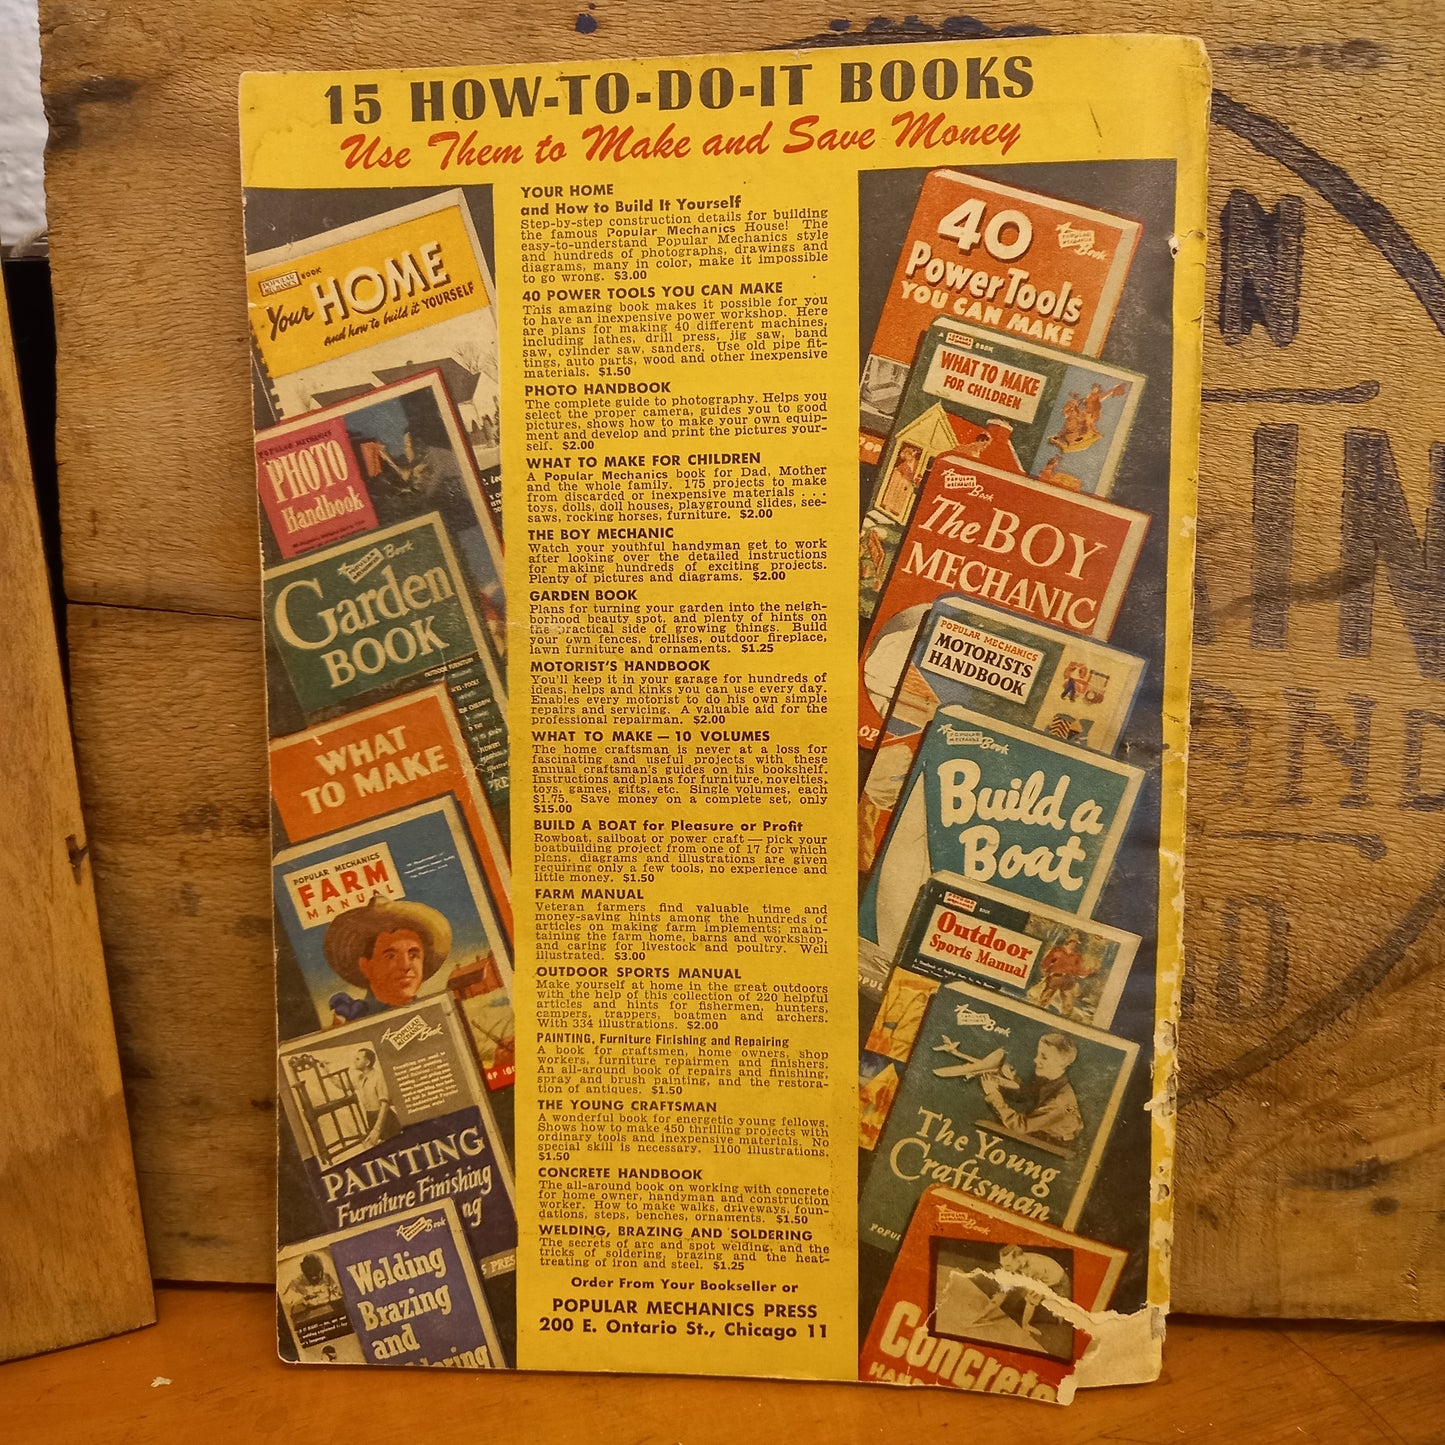 15 HOW-TO-DO-IT BOOKS
Use Them to Make and Save Money
YOUR HOME
and How to Build It Yourself
Step-by-step construction details for building
the famous Popular Mechanics House! The
easy-to-understand Popular Mechanics style
and hundreds of photographs, drawings and
diagrams, many in color, make it impossible
to go wrong. $3.00
40 POWER TOOLS YOU CAN MAKE
This amazing book makes it possible for you
to have an inexpensive power workshop. Here
are plans for making 40 different machines,
including lathes, drill press, jig saw, band
saw, cylinder saw, sanders. Use old pipe fit-
tings, auto parts, wood and other inexpensive
materials. $1.50
PHOTO HANDBOOK
The complete guide to photography. Helps you
select the proper camera, guides you to good
pictures, shows how to make your own equip-
ment and develop and print the pictures your-
self. $2.00
WHAT TO MAKE FOR CHILDREN
A Popular Mechanics book for Dad, Mother
and the whole family. 175 projects to make
from discarded or inexpensive materials . . .
toys, dolls, doll houses, playground slides, see-
saws, rocking horses, furniture. $2.00
THE BOY MECHANIC
Watch your youthful handyman get to work
after looking over the detailed instructions
for making hundreds of exciting projects.
Plenty of pictures and diagrams. $2.00
GARDEN BOOK
Plans for turning your garden into the neigh-
borhood beauty spot, and plenty of hints on
the practical side of growing things. Build
your own fences, trellises, outdoor fireplace,
lawn furniture and ornaments. $1.25
MOTORIST'S HANDBOOK
You'll keep it in your garage for hundreds of
ideas, helps and kinks you can use every day.
Enables every motorist to do his own simple
repairs and servicing. A valuable aid for the
professional repairman. $2.00
WHAT TO MAKE — 10 VOLUMES
The home craftsman is never at a loss for
fascinating and useful projects with these
annual craftsman's guides on his bookshelf.
Instructions and plans for furniture, novelties,
toys, games, gifts, etc. Single volumes, each
$1.75. Save money on a complete set, only
$15.00
BUILD A BOAT for Pleasure or Profit
Rowboat, sailboat or power craft — pick your
boatbuilding project from one of 17 for which
plans, diagrams and illustrations are given
requiring only a few tools, no experience and
little money. $1.50
FARM MANUAL
Veteran farmers find valuable time and
money-saving hints among the hundreds of
articles on making farm implements; main-
taining the farm home, barns and workshop,
and caring for livestock and poultry. Well
illustrated. $3.00
OUTDOOR SPORTS MANUAL
Make yourself at home in the great outdoors
with the help of this collection of 220 helpful
articles and hints for fishermen, hunters,
campers, trappers, boatmen and archers.
With 334 illustrations. $2.00
PAINTING, Furniture Finishing and Repairing
A book for craftsmen, home owners, shop
workers, furniture repairmen and finishers.
An all-around book of repairs and finishing,
spray and brush painting, and the restora-
tion of antiques. $1.50
THE YOUNG CRAFTSMAN
A wonderful book for energetic young fellows.
Shows how to make 450 thrilling projects with
ordinary tools and inexpensive materials. No
special skill is necessary. 1100 illustrations.
$1.50
CONCRETE HANDBOOK
The all-around book on working with concrete
for home owner, handyman and construction
worker. How to make walks, driveways, foun-
dations, steps, benches, ornaments. $1.50
WELDING, BRAZING AND SOLDERING
The secrets of arc and spot welding, and the
tricks of soldering, brazing and the heat-
treating of iron and steel. $1.25
Order From Your Bookseller or
POPULAR MECHANICS PRESS
200 E. Ontario St., Chicago 11
POPULAR MECHANICS BOOK
Your HOME
and how to build it YOURSELF
POPULAR MECHANICS
PHOTO
Handbook
Book
Garden
BOOK
WHAT
TO MAKE
POPULAR MECHANICS
FARM
MANUAL
A POPULAR MECHANICS Book
PAINTING
Furniture Finishing
ng
Book
Welding
Brazing
and
ring
40
Power Tools
YOU CAN MAKE
Book
WHAT TO MAKE
FOR CHILDREN
A POPULAR MECHANICS Book
The BOY
MECHANIC
POPULAR MECHANICS
MOTORISTS
HANDBOOK
A POPULAR MECHANICS Book
Build a
Boat
Outdoor
Sports Manual
Book
The Young
Craftsman
Book
Concrete
N
IN